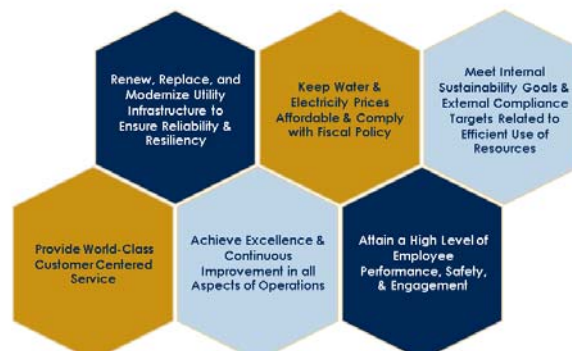 Renew, Replace, and
Modernize Utility
Infrastructure to
Ensure Reliability &
Resiliency
Keep Water &
Electricity Prices
Affordable & Comply
with Fiscal Policy
Meet Internal
Sustainability Goals &
External Compliance
Targets Related to
Efficient Use of
Resources
Provide World-Class
Customer Centered
Service
Achieve Excellence &
Continuous
Improvement in all
Aspects of Operations
Attain a High Level of
Employee
Performance, Safety,
& Engagement